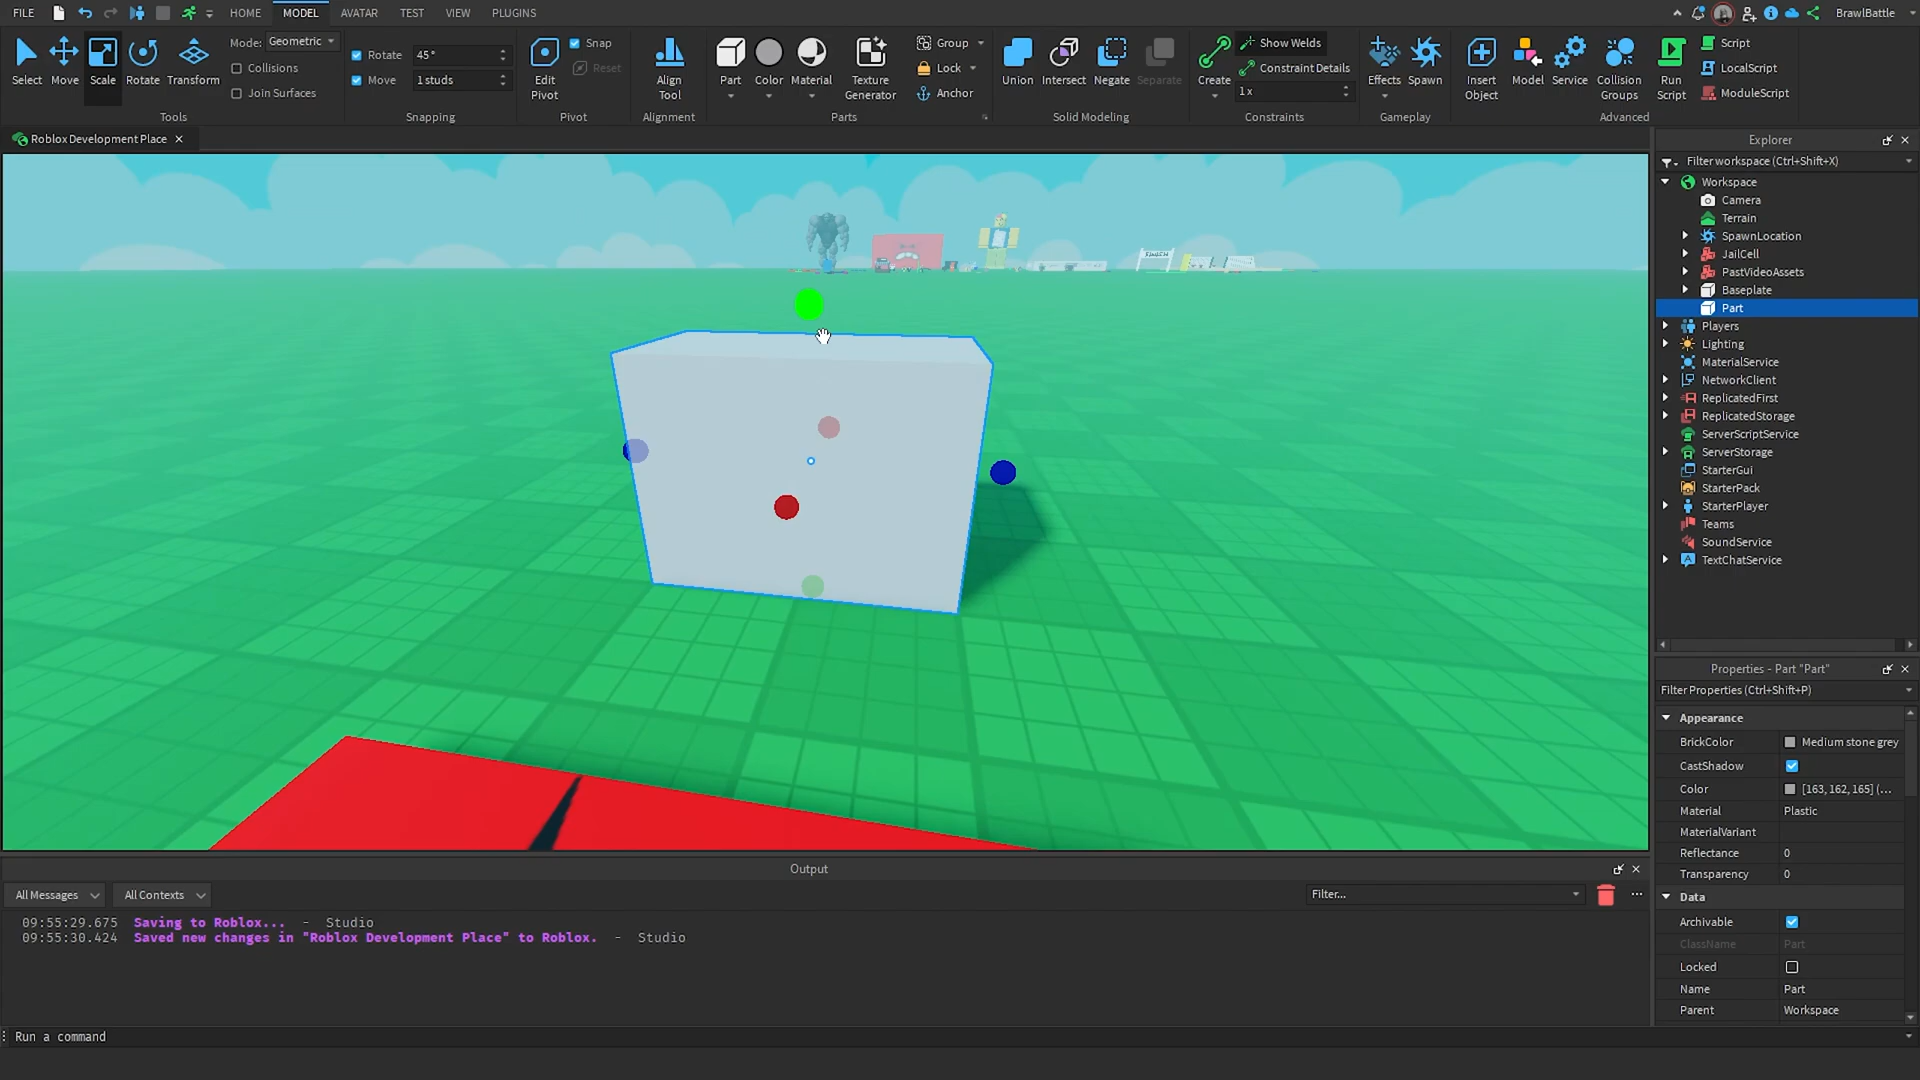 FILE
HOME
MODEL
AVATAR
TEST
VIEW
PLUGINS
BrawlBattle
Select
Move
Scale
Rotate
Transform
Mode:
Geometric
Collisions
Join Surfaces
Tools
Rotate
45°
Move
1 studs
Snapping
Edit
Pivot
Snap
Reset
Pivot
Align
Tool
Alignment
Part
Color
Material
Texture
Generator
Group
Lock
Anchor
Parts
Union
Intersect
Negate
Separate
Solid Modeling
Create
Show Welds
Constraint Details
1 x
Constraints
Effects
Spawn
Gameplay
Insert
Object
Model
Service
Collision
Groups
Run
Script
Script
LocalScript
ModuleScript
Advanced
Roblox Development Place
FINISH
Explorer
Filter workspace (Ctrl+Shift+X)
Workspace
Camera
Terrain
SpawnLocation
JailCell
PastVideoAssets
Baseplate
Part
Players
Lighting
MaterialService
NetworkClient
ReplicatedFirst
ReplicatedStorage
ServerScriptService
ServerStorage
StarterGui
StarterPack
StarterPlayer
Teams
SoundService
TextChatService
Properties - Part "Part"
Filter Properties (Ctrl+Shift+P)
Appearance
BrickColor Medium stone grey
CastShadow
Color [163, 162, 165] (...
Material Plastic
MaterialVariant
Reflectance 0
Transparency 0
Data
Archivable
ClassName Part
Locked
Name Part
Parent Workspace
Output
All Messages
All Contexts
Filter...
09:55:29.675 Saving to Roblox... - Studio
09:55:30.424 Saved new changes in "Roblox Development Place" to Roblox. - Studio
Run a command